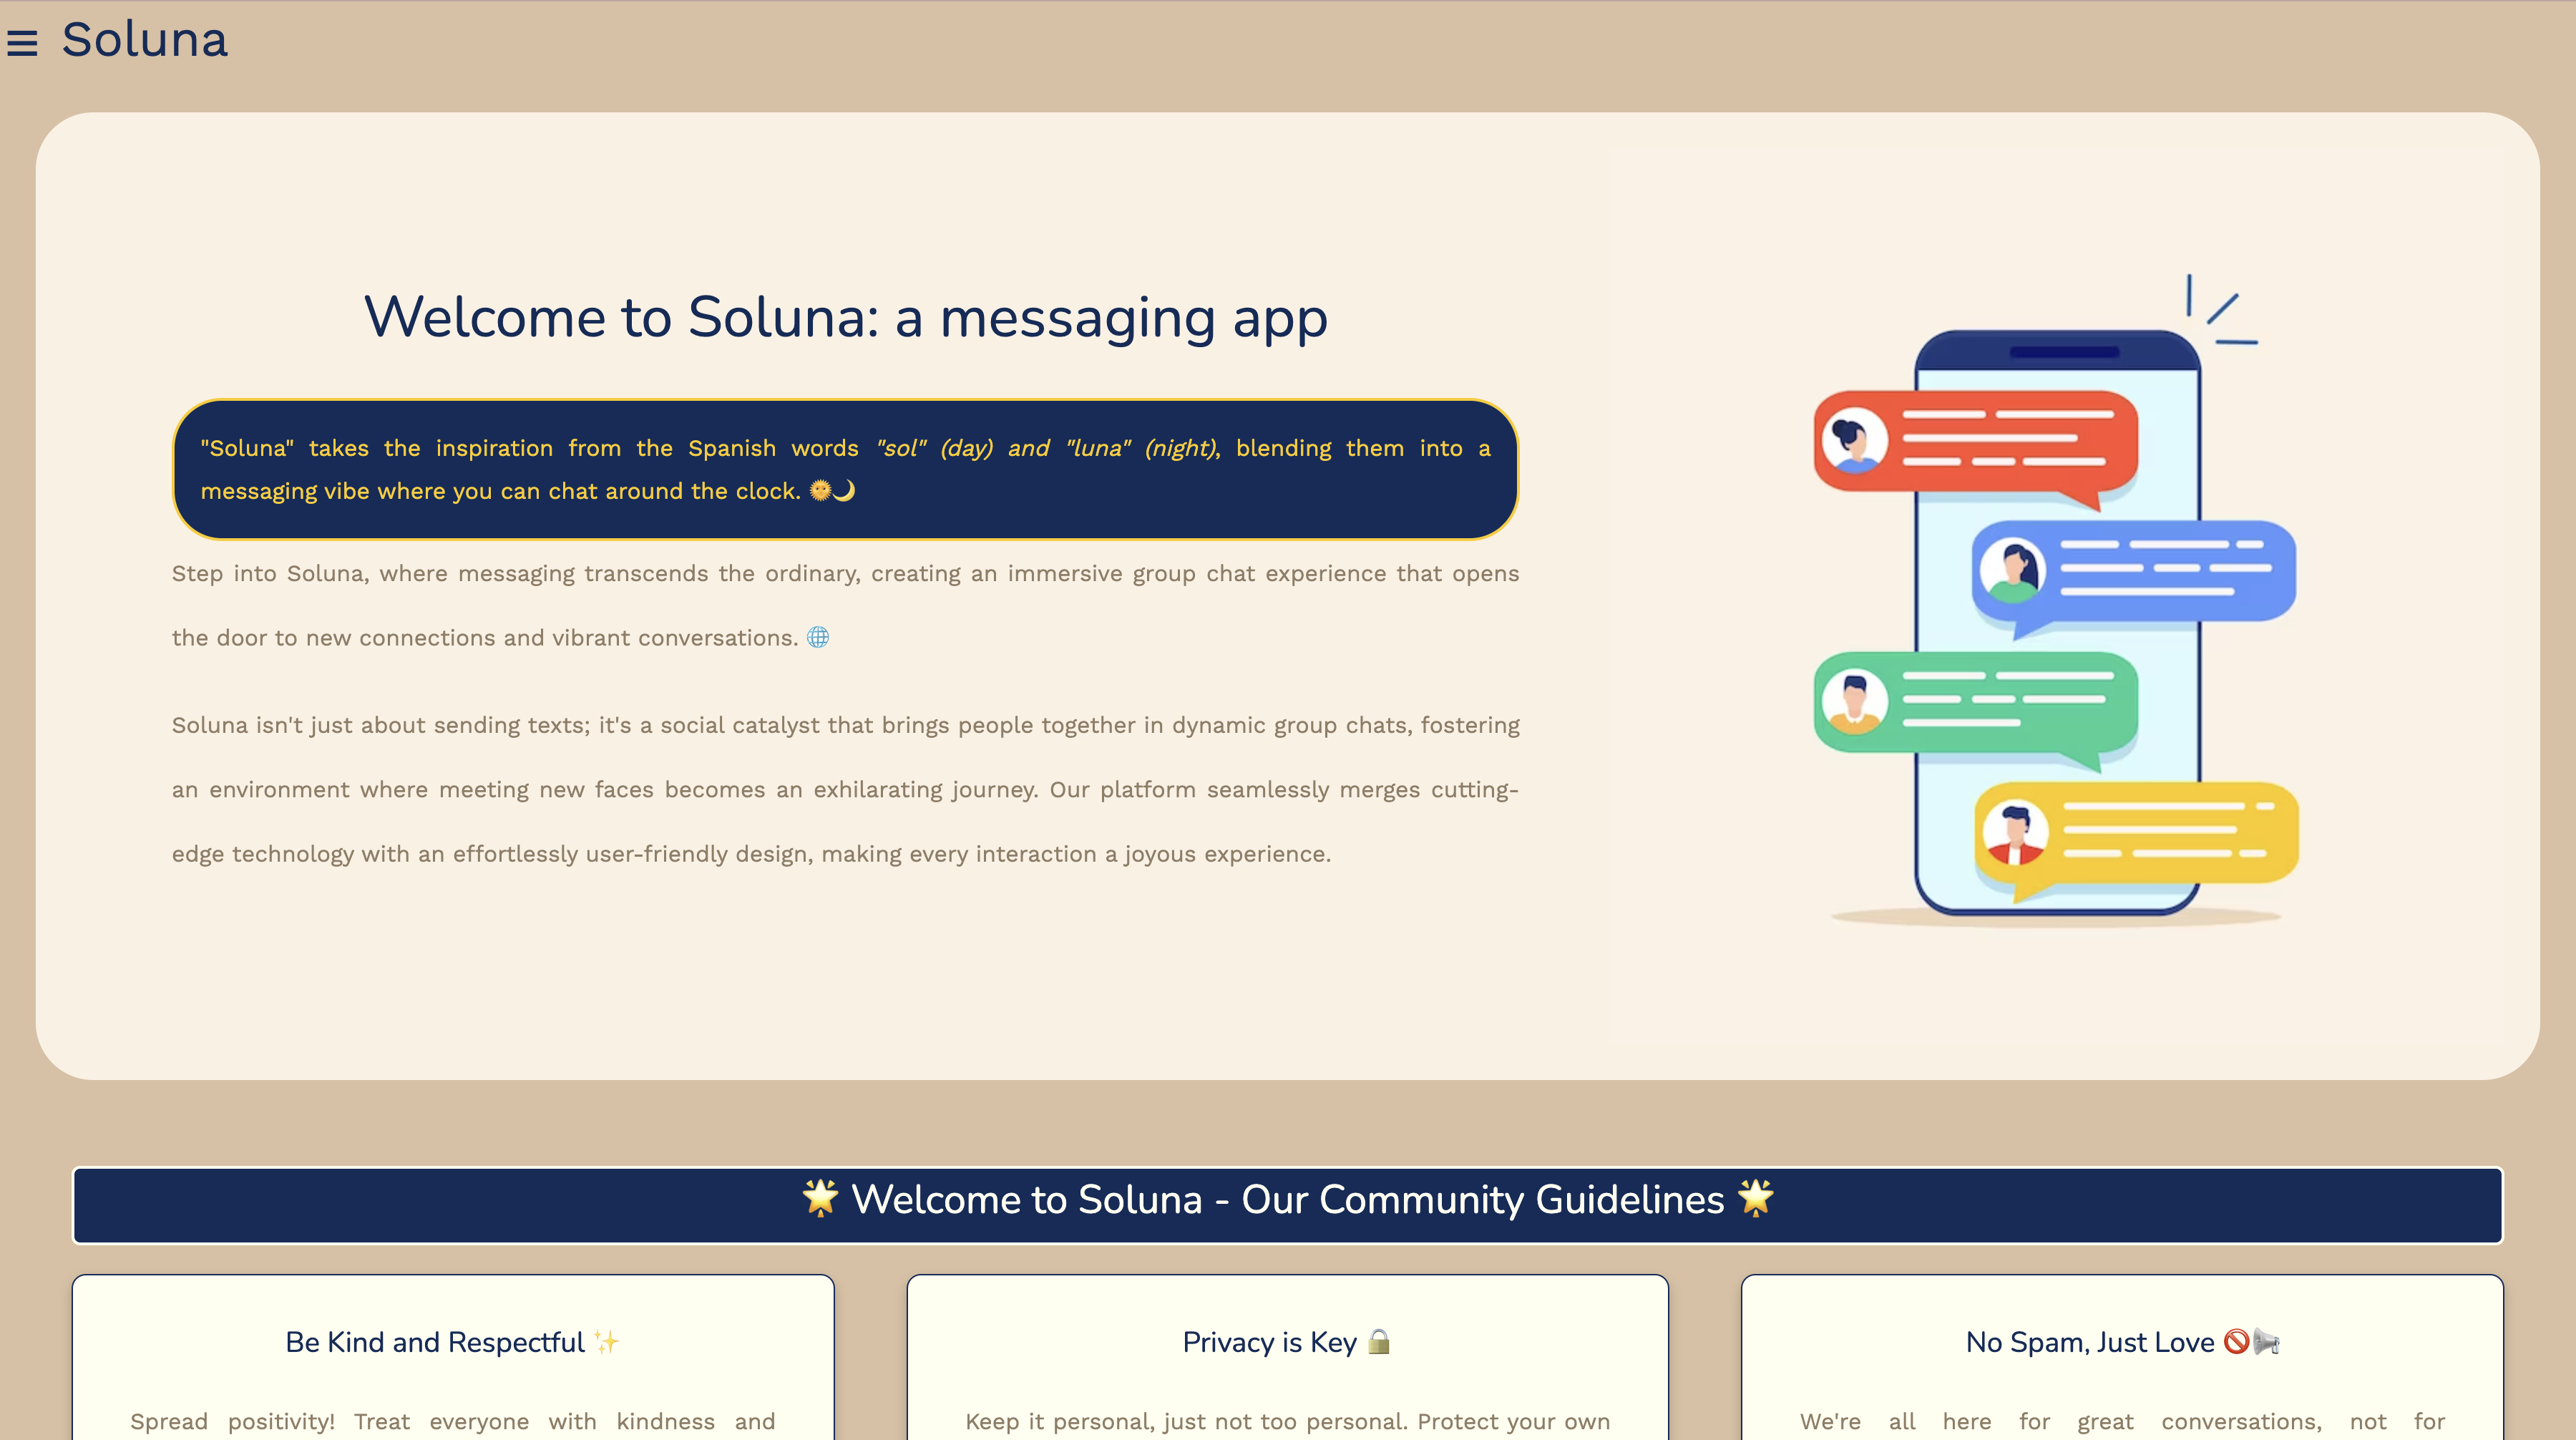 Soluna
Welcome to Soluna: a messaging app
"Soluna" takes the inspiration from the Spanish words "sol" (day) and "luna" (night), blending them into a
messaging vibe where you can chat around the clock. 🌞🌙
Step into Soluna, where messaging transcends the ordinary, creating an immersive group chat experience that opens
the door to new connections and vibrant conversations. 🌐
Soluna isn't just about sending texts; it's a social catalyst that brings people together in dynamic group chats, fostering
an environment where meeting new faces becomes an exhilarating journey. Our platform seamlessly merges cutting-
edge technology with an effortlessly user-friendly design, making every interaction a joyous experience.
🌟 Welcome to Soluna - Our Community Guidelines 🌟
Be Kind and Respectful ✨
Spread positivity! Treat everyone with kindness and
Privacy is Key 🔒
Keep it personal, just not too personal. Protect your own
No Spam, Just Love 🚫📢
We're all here for great conversations, not for